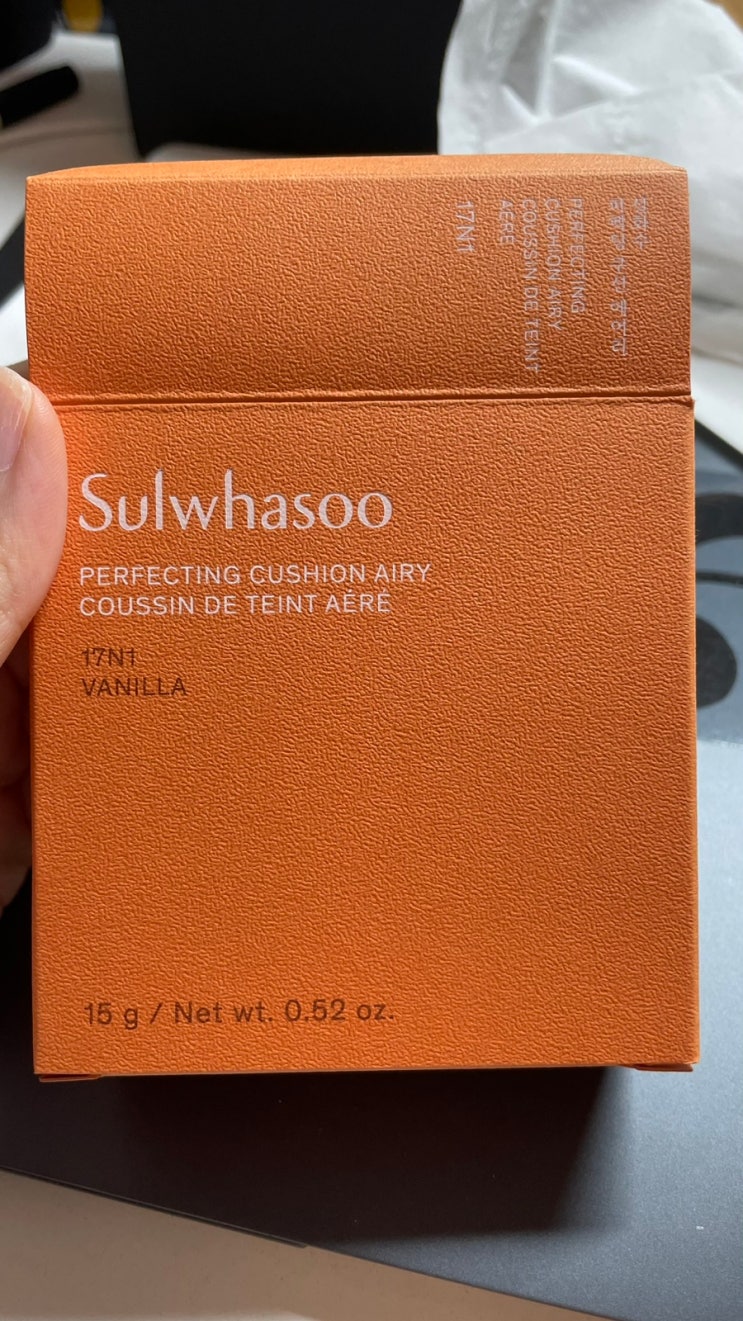 PERFECTING
CUSHION AIRY
COUSSIN DE TEINT
AÉRÉ
17N1
Sulwhasoo
PERFECTING CUSHION AIRY
COUSSIN DE TEINT AÉRÉ
17N1
VANILLA
15 g / Net wt. 0.52 oz.